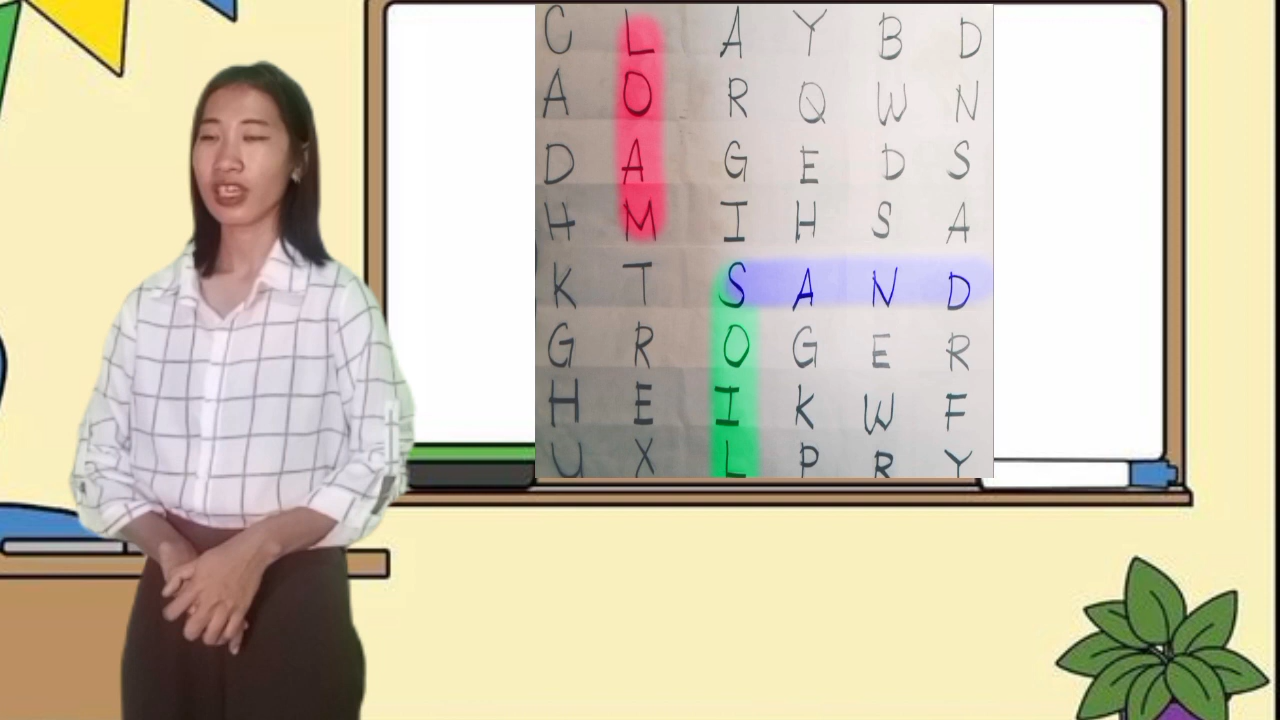 C L A Y B D
A O R Q W N
D A G E D S
H M I H S A
K T S A N D
G R O G E R
H E I K W F
U X L P R Y